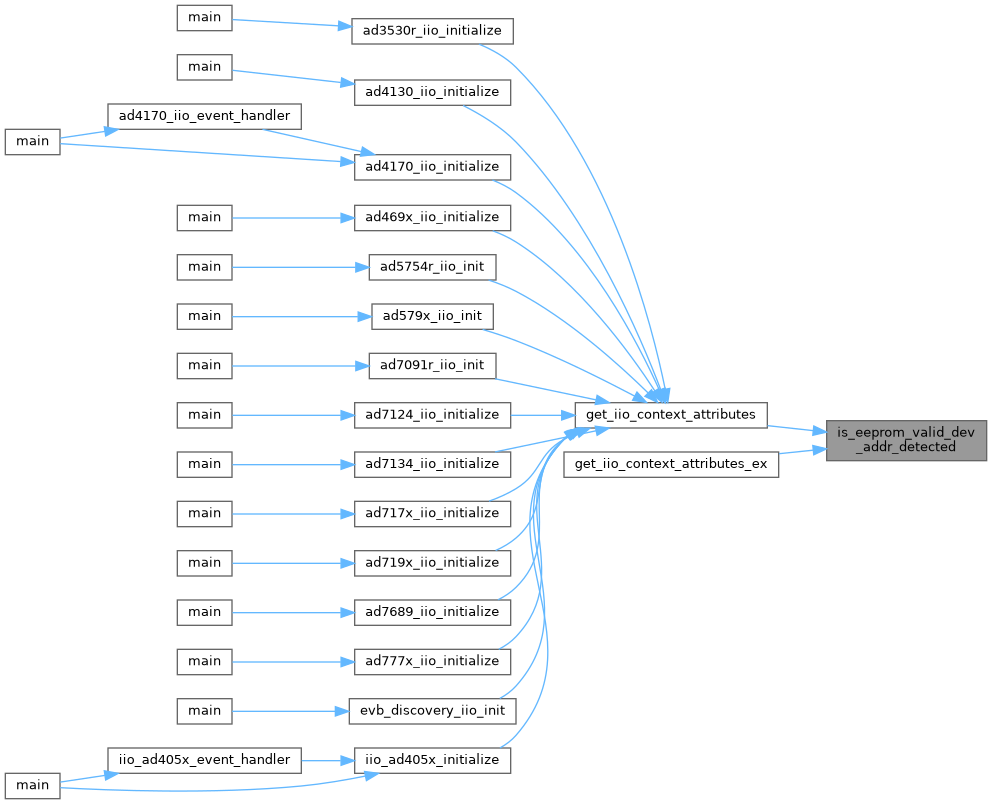 main
ad3530r_iio_initialize
main
ad4130_iio_initialize
ad4170_iio_event_handler
main
ad4170_iio_initialize
main
ad469x_iio_initialize
main
ad5754r_iio_init
main
ad579x_iio_init
main
ad7091r_iio_init
main
ad7124_iio_initialize
get_iio_context_attributes
is_eeprom_valid_dev
_addr_detected
main
ad7134_iio_initialize
get_iio_context_attributes_ex
main
ad717x_iio_initialize
main
ad719x_iio_initialize
main
ad7689_iio_initialize
main
ad777x_iio_initialize
main
evb_discovery_iio_init
iio_ad405x_event_handler
iio_ad405x_initialize
main